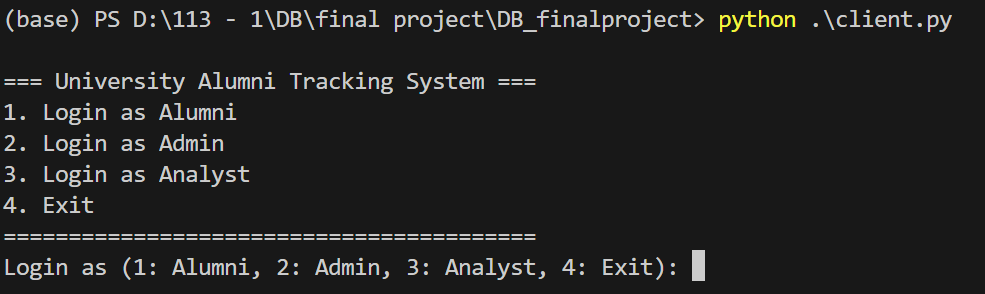 (base) PS D:\113 - 1\DB\final project\DB_finalproject> python .\client.py
=== University Alumni Tracking System ===
1. Login as Alumni
2. Login as Admin
3. Login as Analyst
4. Exit
=========================================
Login as (1: Alumni, 2: Admin, 3: Analyst, 4: Exit):